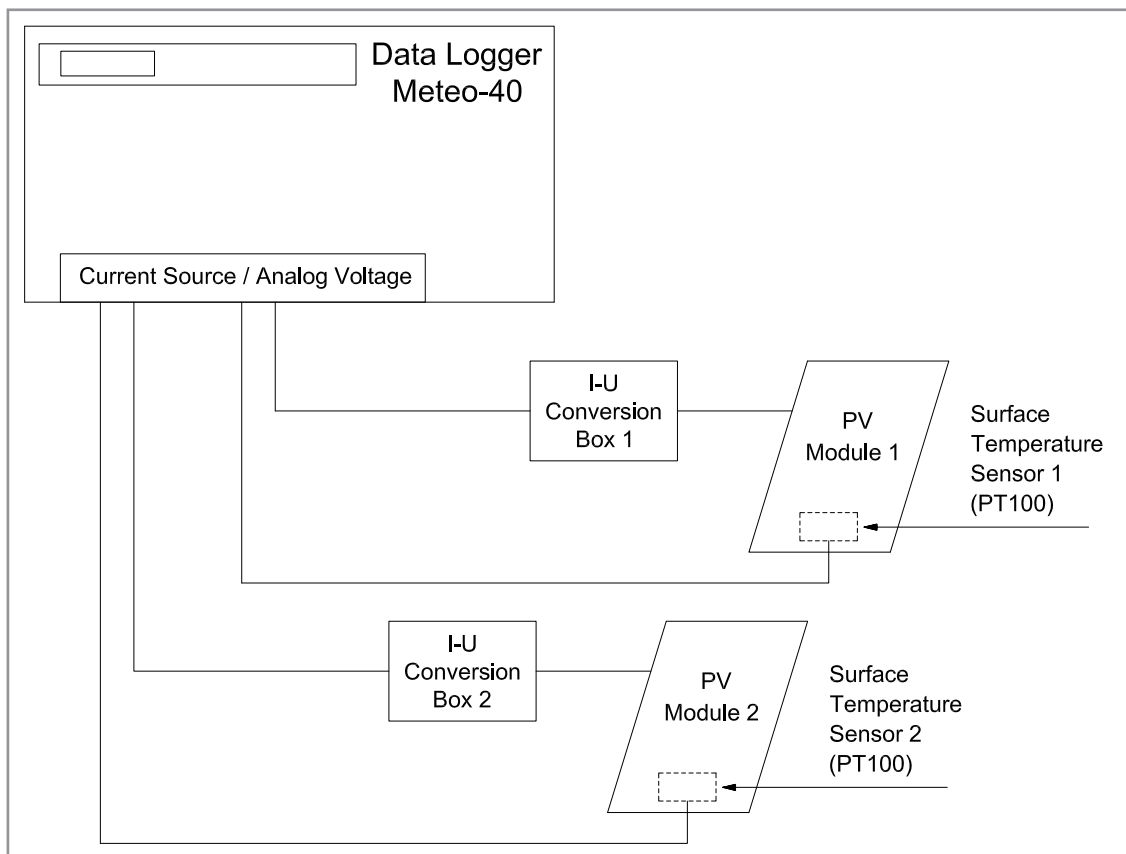 Data Logger
Meteo-40
Current Source / Analog Voltage
I-U
Conversion
Box 1
PV
Module 1
Surface
Temperature
Sensor 1
(PT100)
I-U
Conversion
Box 2
PV
Module 2
Surface
Temperature
Sensor 2
(PT100)